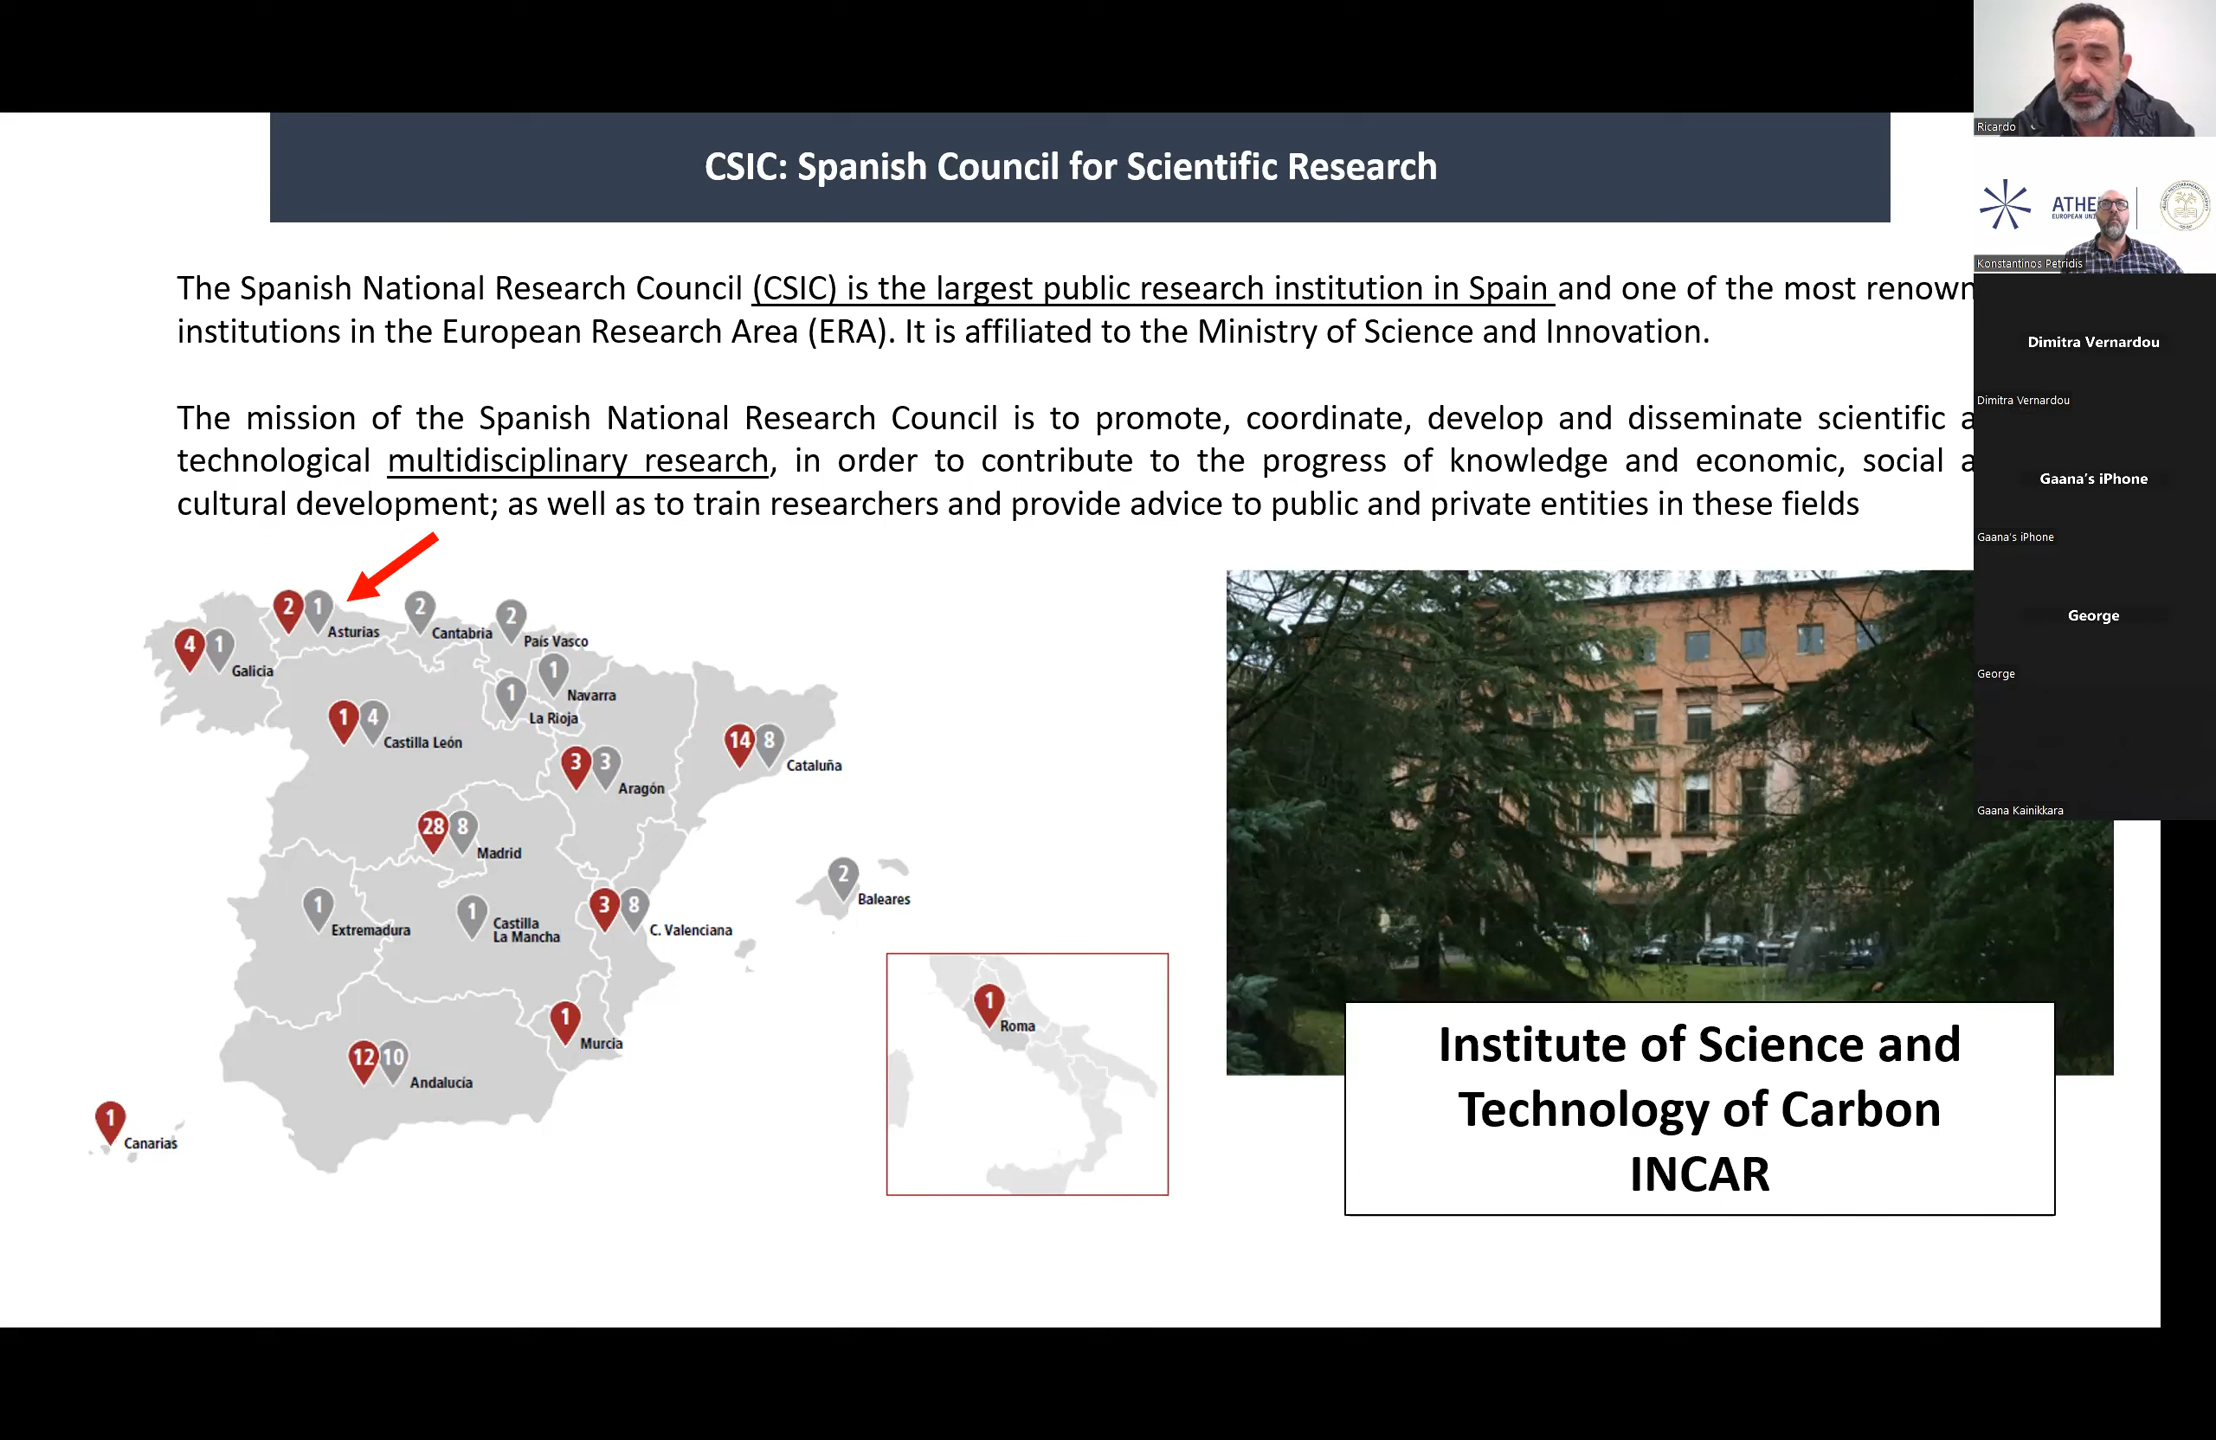 CSIC: Spanish Council for Scientific Research
The Spanish National Research Council (CSIC) is the largest public research institution in Spain and one of the most renown
institutions in the European Research Area (ERA). It is affiliated to the Ministry of Science and Innovation.
The mission of the Spanish National Research Council is to promote, coordinate, develop and disseminate scientific a
technological multidisciplinary research, in order to contribute to the progress of knowledge and economic, social a
cultural development; as well as to train researchers and provide advice to public and private entities in these fields
2 1
Asturias
2
Cantabria
2
País Vasco
4 1
Galicia
1
Navarra
1
La Rioja
1 4
Castilla León
3 3
Aragón
14 8
Cataluña
28 8
Madrid
2
Baleares
1
Extremadura
1
Castilla
La Mancha
3 8
C. Valenciana
1
Murcia
12 10
Andalucía
1
Canarias
1
Roma
Institute of Science and
Technology of Carbon
INCAR
Ricardo
ATHE
EUROPEAN UNI
Konstantinos Petridis
Dimitra Vernardou
Dimitra Vernardou
Gaana's iPhone
Gaana's iPhone
George
George
Gaana Kainikkara